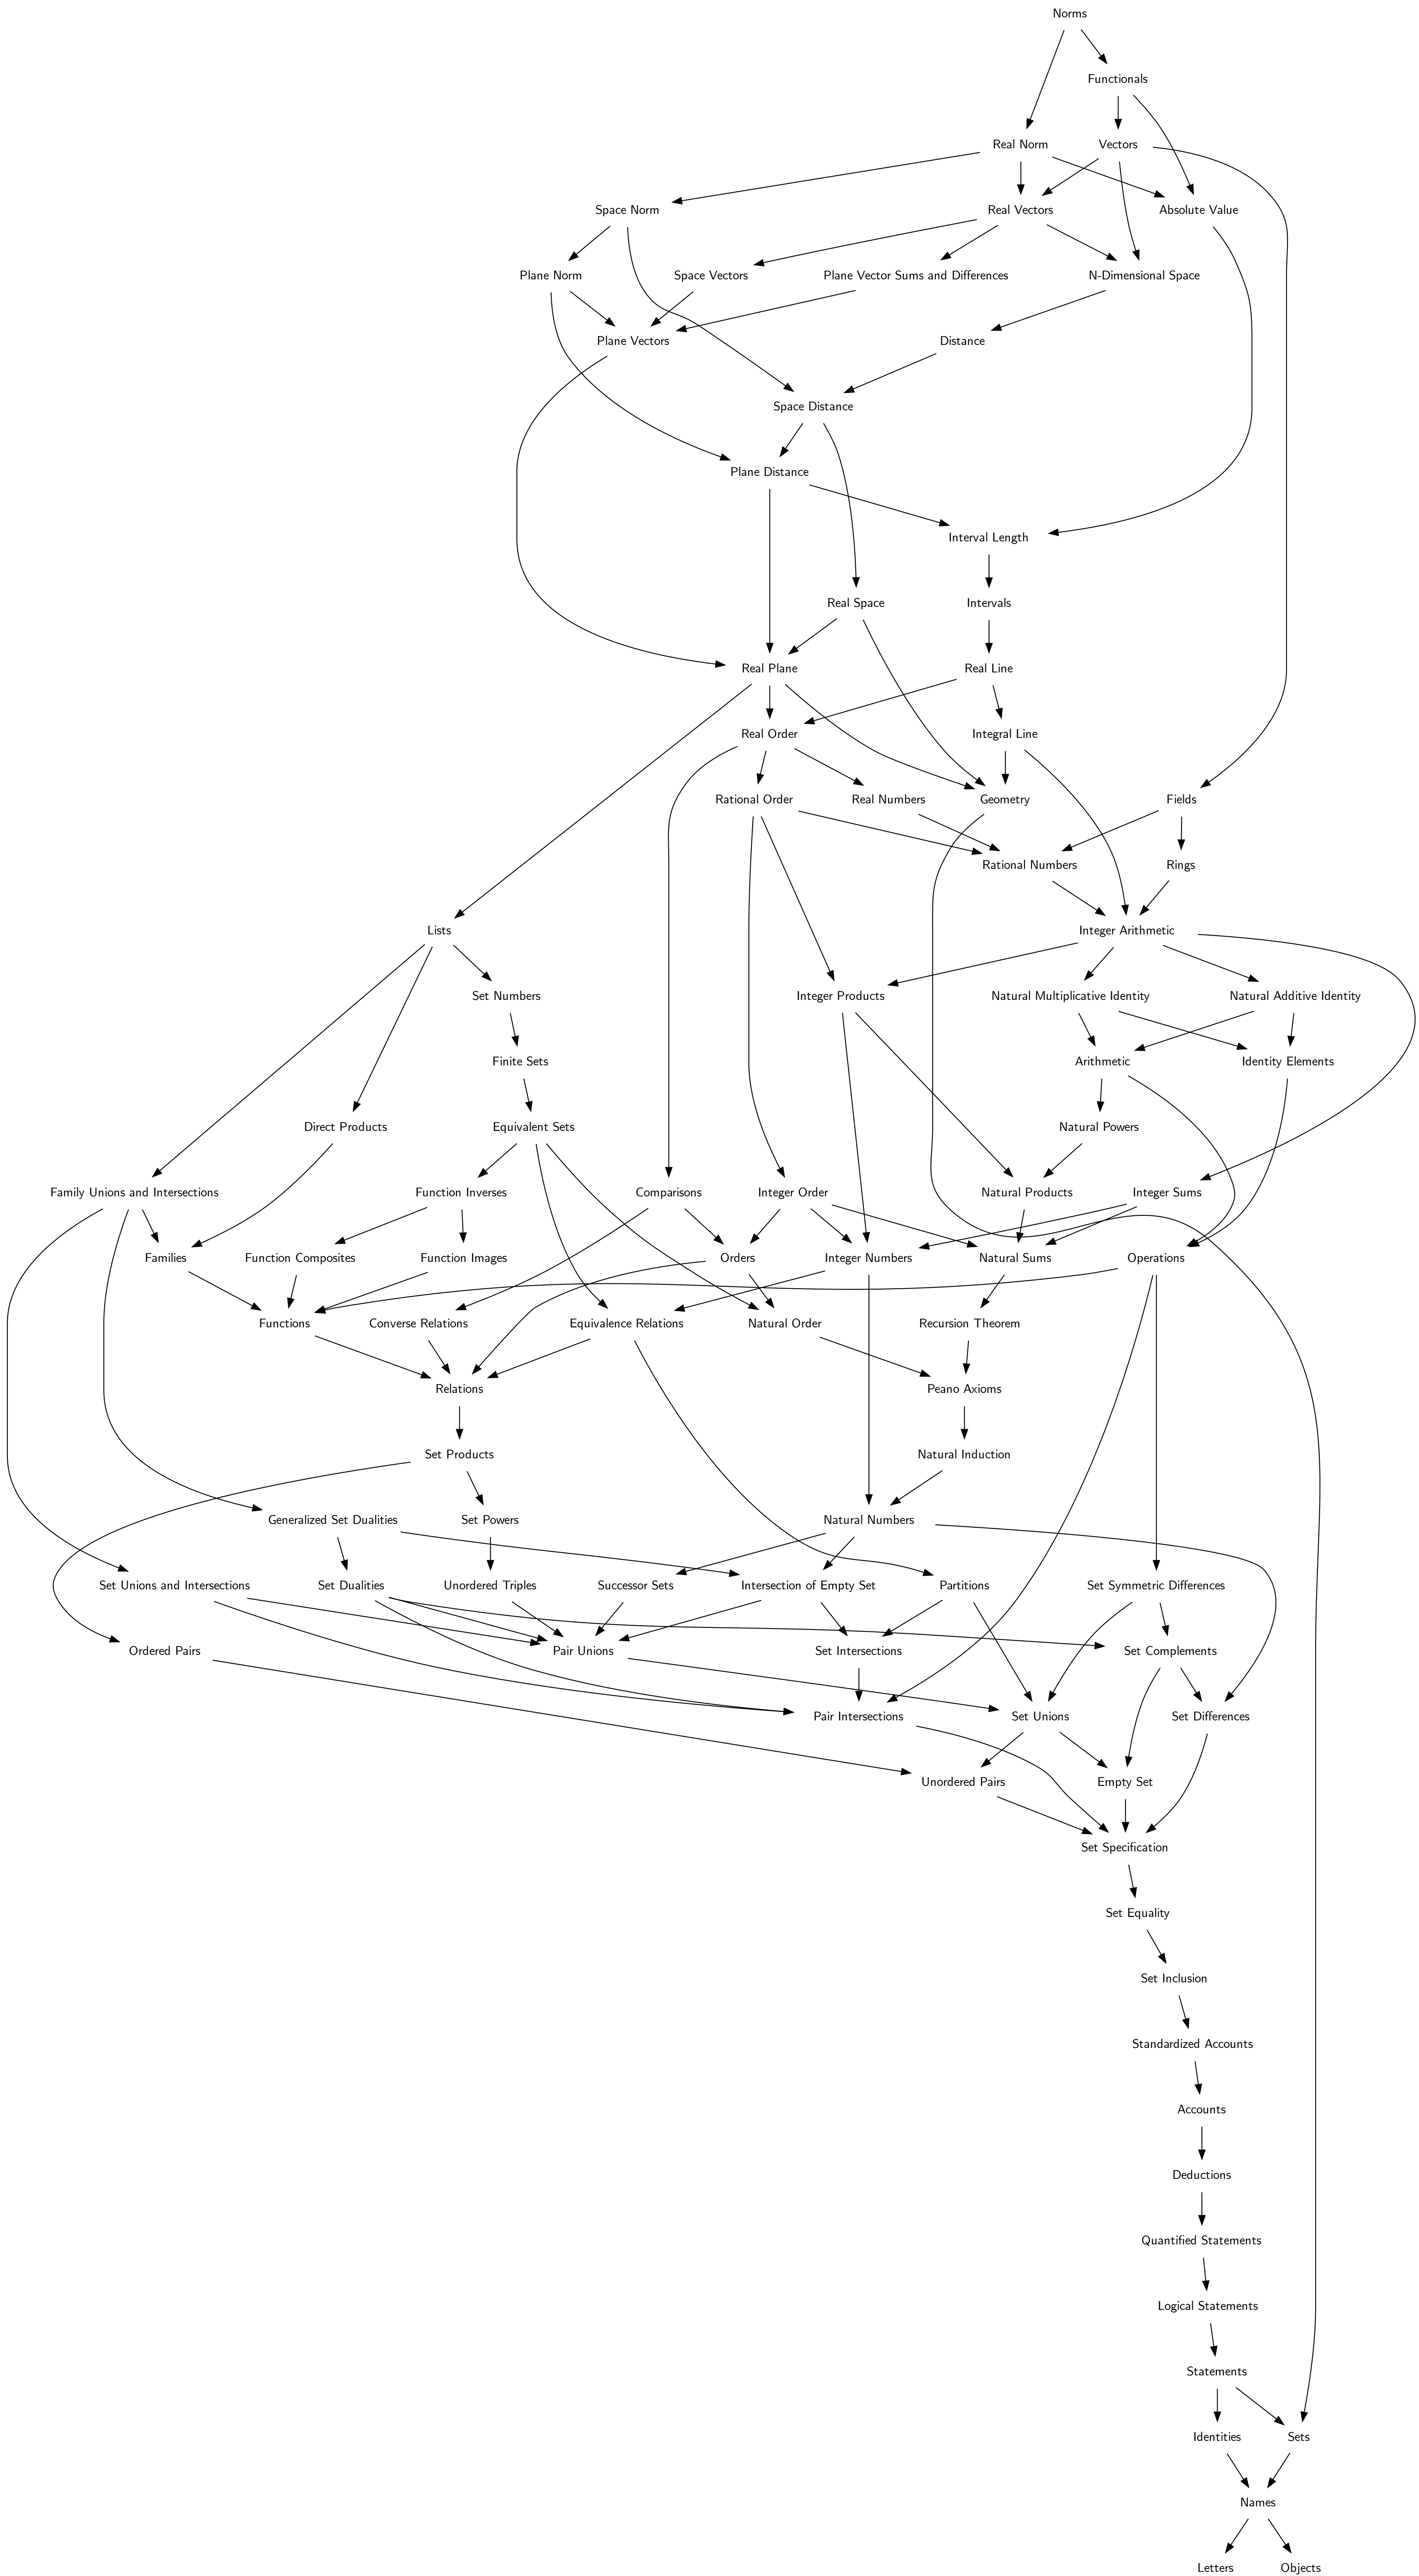 Norms
Functionals
Real Norm
Vectors
Space Norm
Real Vectors
Absolute Value
Plane Norm
Space Vectors
Plane Vector Sums and Differences
N-Dimensional Space
Plane Vectors
Distance
Space Distance
Plane Distance
Interval Length
Real Space
Intervals
Real Plane
Real Line
Real Order
Integral Line
Rational Order
Real Numbers
Geometry
Fields
Rational Numbers
Rings
Lists
Integer Arithmetic
Set Numbers
Integer Products
Natural Multiplicative Identity
Natural Additive Identity
Finite Sets
Arithmetic
Identity Elements
Direct Products
Equivalent Sets
Natural Powers
Family Unions and Intersections
Function Inverses
Comparisons
Integer Order
Natural Products
Integer Sums
Families
Function Composites
Function Images
Orders
Integer Numbers
Natural Sums
Operations
Functions
Converse Relations
Equivalence Relations
Natural Order
Recursion Theorem
Relations
Peano Axioms
Set Products
Natural Induction
Generalized Set Dualities
Set Powers
Natural Numbers
Set Unions and Intersections
Set Dualities
Unordered Triples
Successor Sets
Intersection of Empty Set
Partitions
Set Symmetric Differences
Ordered Pairs
Pair Unions
Set Intersections
Set Complements
Pair Intersections
Set Unions
Set Differences
Unordered Pairs
Empty Set
Set Specification
Set Equality
Set Inclusion
Standardized Accounts
Accounts
Deductions
Quantified Statements
Logical Statements
Statements
Identities
Sets
Names
Letters
Objects